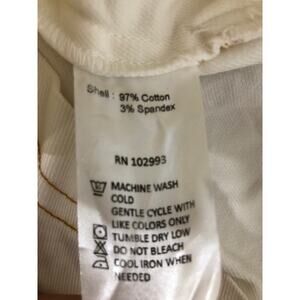 Shell : 97% Cotton
3% Spandex
RN 102993
MACHINE WASH
COLD
GENTLE CYCLE WITH
LIKE COLORS ONLY
TUMBLE DRY LOW
DO NOT BLEACH
COOL IRON WHEN
NEEDED